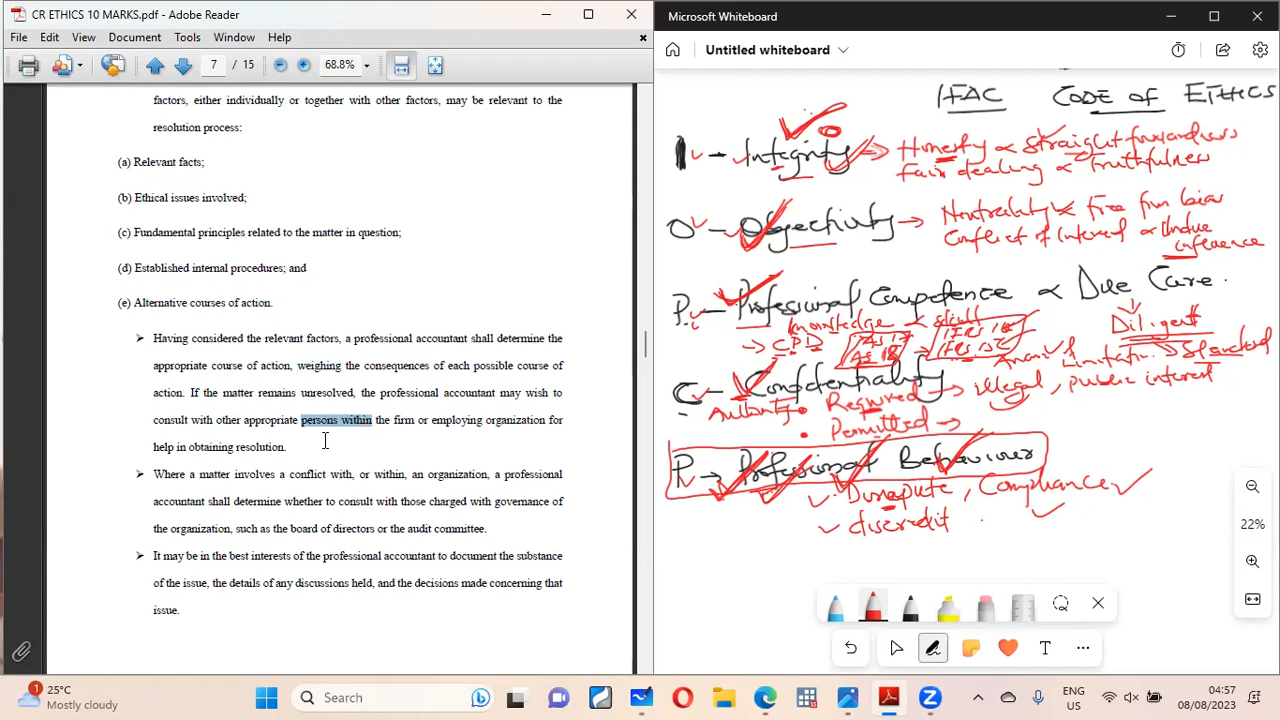 CR ETHICS 10 MARKS.pdf - Adobe Reader
File Edit View Document Tools Window Help
7 / 15 68.8%
factors, either individually or together with other factors, may be relevant to the
resolution process:
(a) Relevant facts;
(b) Ethical issues involved;
(c) Fundamental principles related to the matter in question;
(d) Established internal procedures; and
(e) Alternative courses of action.
Having considered the relevant factors, a professional accountant shall determine the
appropriate course of action, weighing the consequences of each possible course of
action. If the matter remains unresolved, the professional accountant may wish to
consult with other appropriate persons within the firm or employing organization for
help in obtaining resolution.
Where a matter involves a conflict with, or within, an organization, a professional
accountant shall determine whether to consult with those charged with governance of
the organization, such as the board of directors or the audit committee.
It may be in the best interests of the professional accountant to document the substance
of the issue, the details of any discussions held, and the decisions made concerning that
issue.
Microsoft Whiteboard
Untitled whiteboard
IFAC CODE OF ETHICS
I - Integrity → Honesty & straight forwardness
Fair dealing & truthfulness
O - Objectivity → Neutrality & free from bias
Conflict of interest & undue
influence
P - Professional Competence & Due Care.
knowledge & skill
Diligent
→ CPD
Standard
C - Confidentiality → illegal, public interest
Authority • Required
• Permitted →
P → Professional Behaviour
Disrepute, Compliance
discredit
22%
T
1
25°C
Mostly cloudy
Search
ENG
US
04:57
08/08/2023